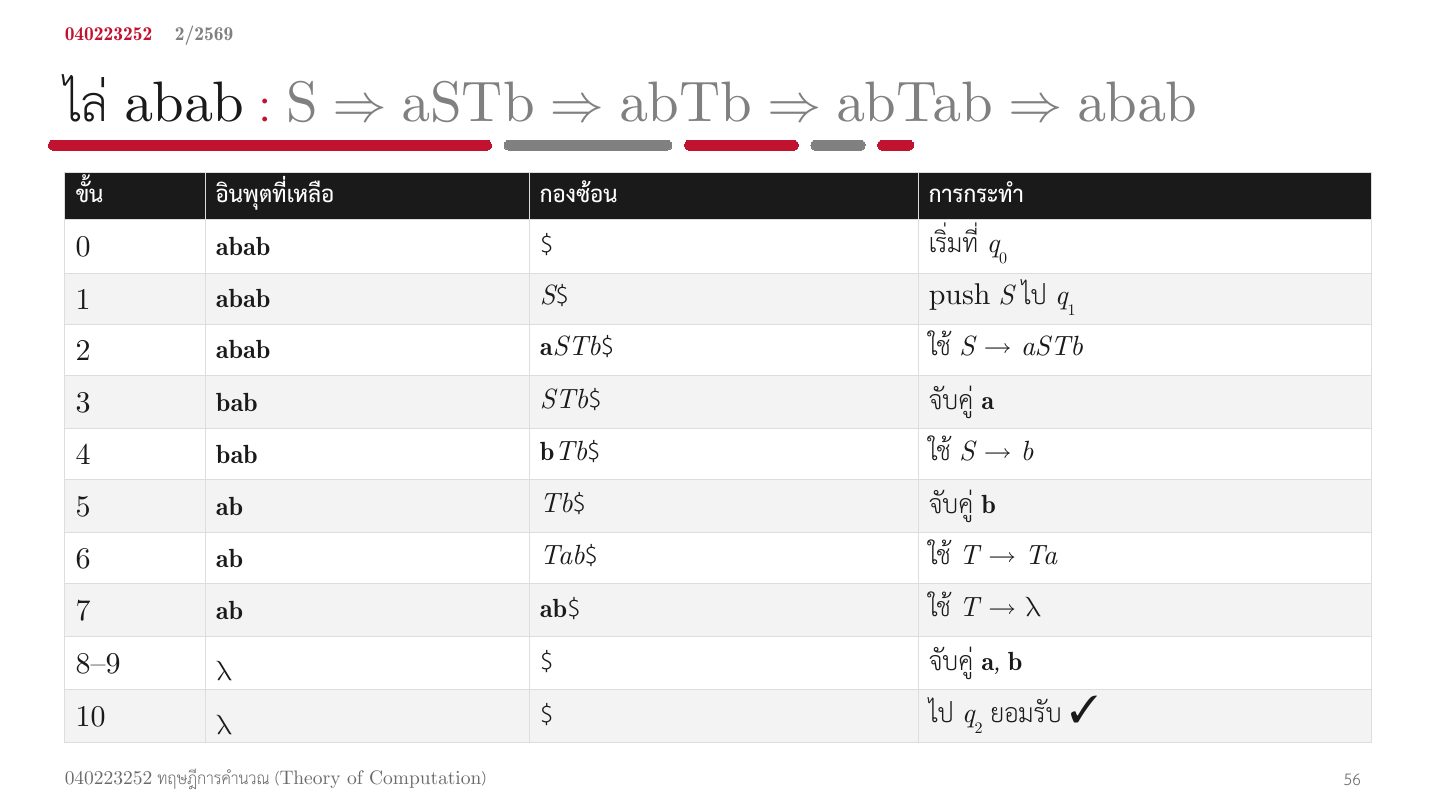 040223252 2/2569
ไล่ abab : S ⇒ aSTb ⇒ abTb ⇒ abTab ⇒ abab
ขั้น อินพุตที่เหลือ กองซ้อน การกระทำ
0 abab $ เริ่มที่ q₀
1 abab S$ push S ไป q₁
2 abab aSTb$ ใช้ S → aSTb
3 bab STb$ จับคู่ a
4 bab bTb$ ใช้ S → b
5 ab Tb$ จับคู่ b
6 ab Tab$ ใช้ T → Ta
7 ab ab$ ใช้ T → λ
8–9 λ $ จับคู่ a, b
10 λ $ ไป q₂ ยอมรับ ✓
040223252 ทฤษฎีการคำนวณ (Theory of Computation) 56